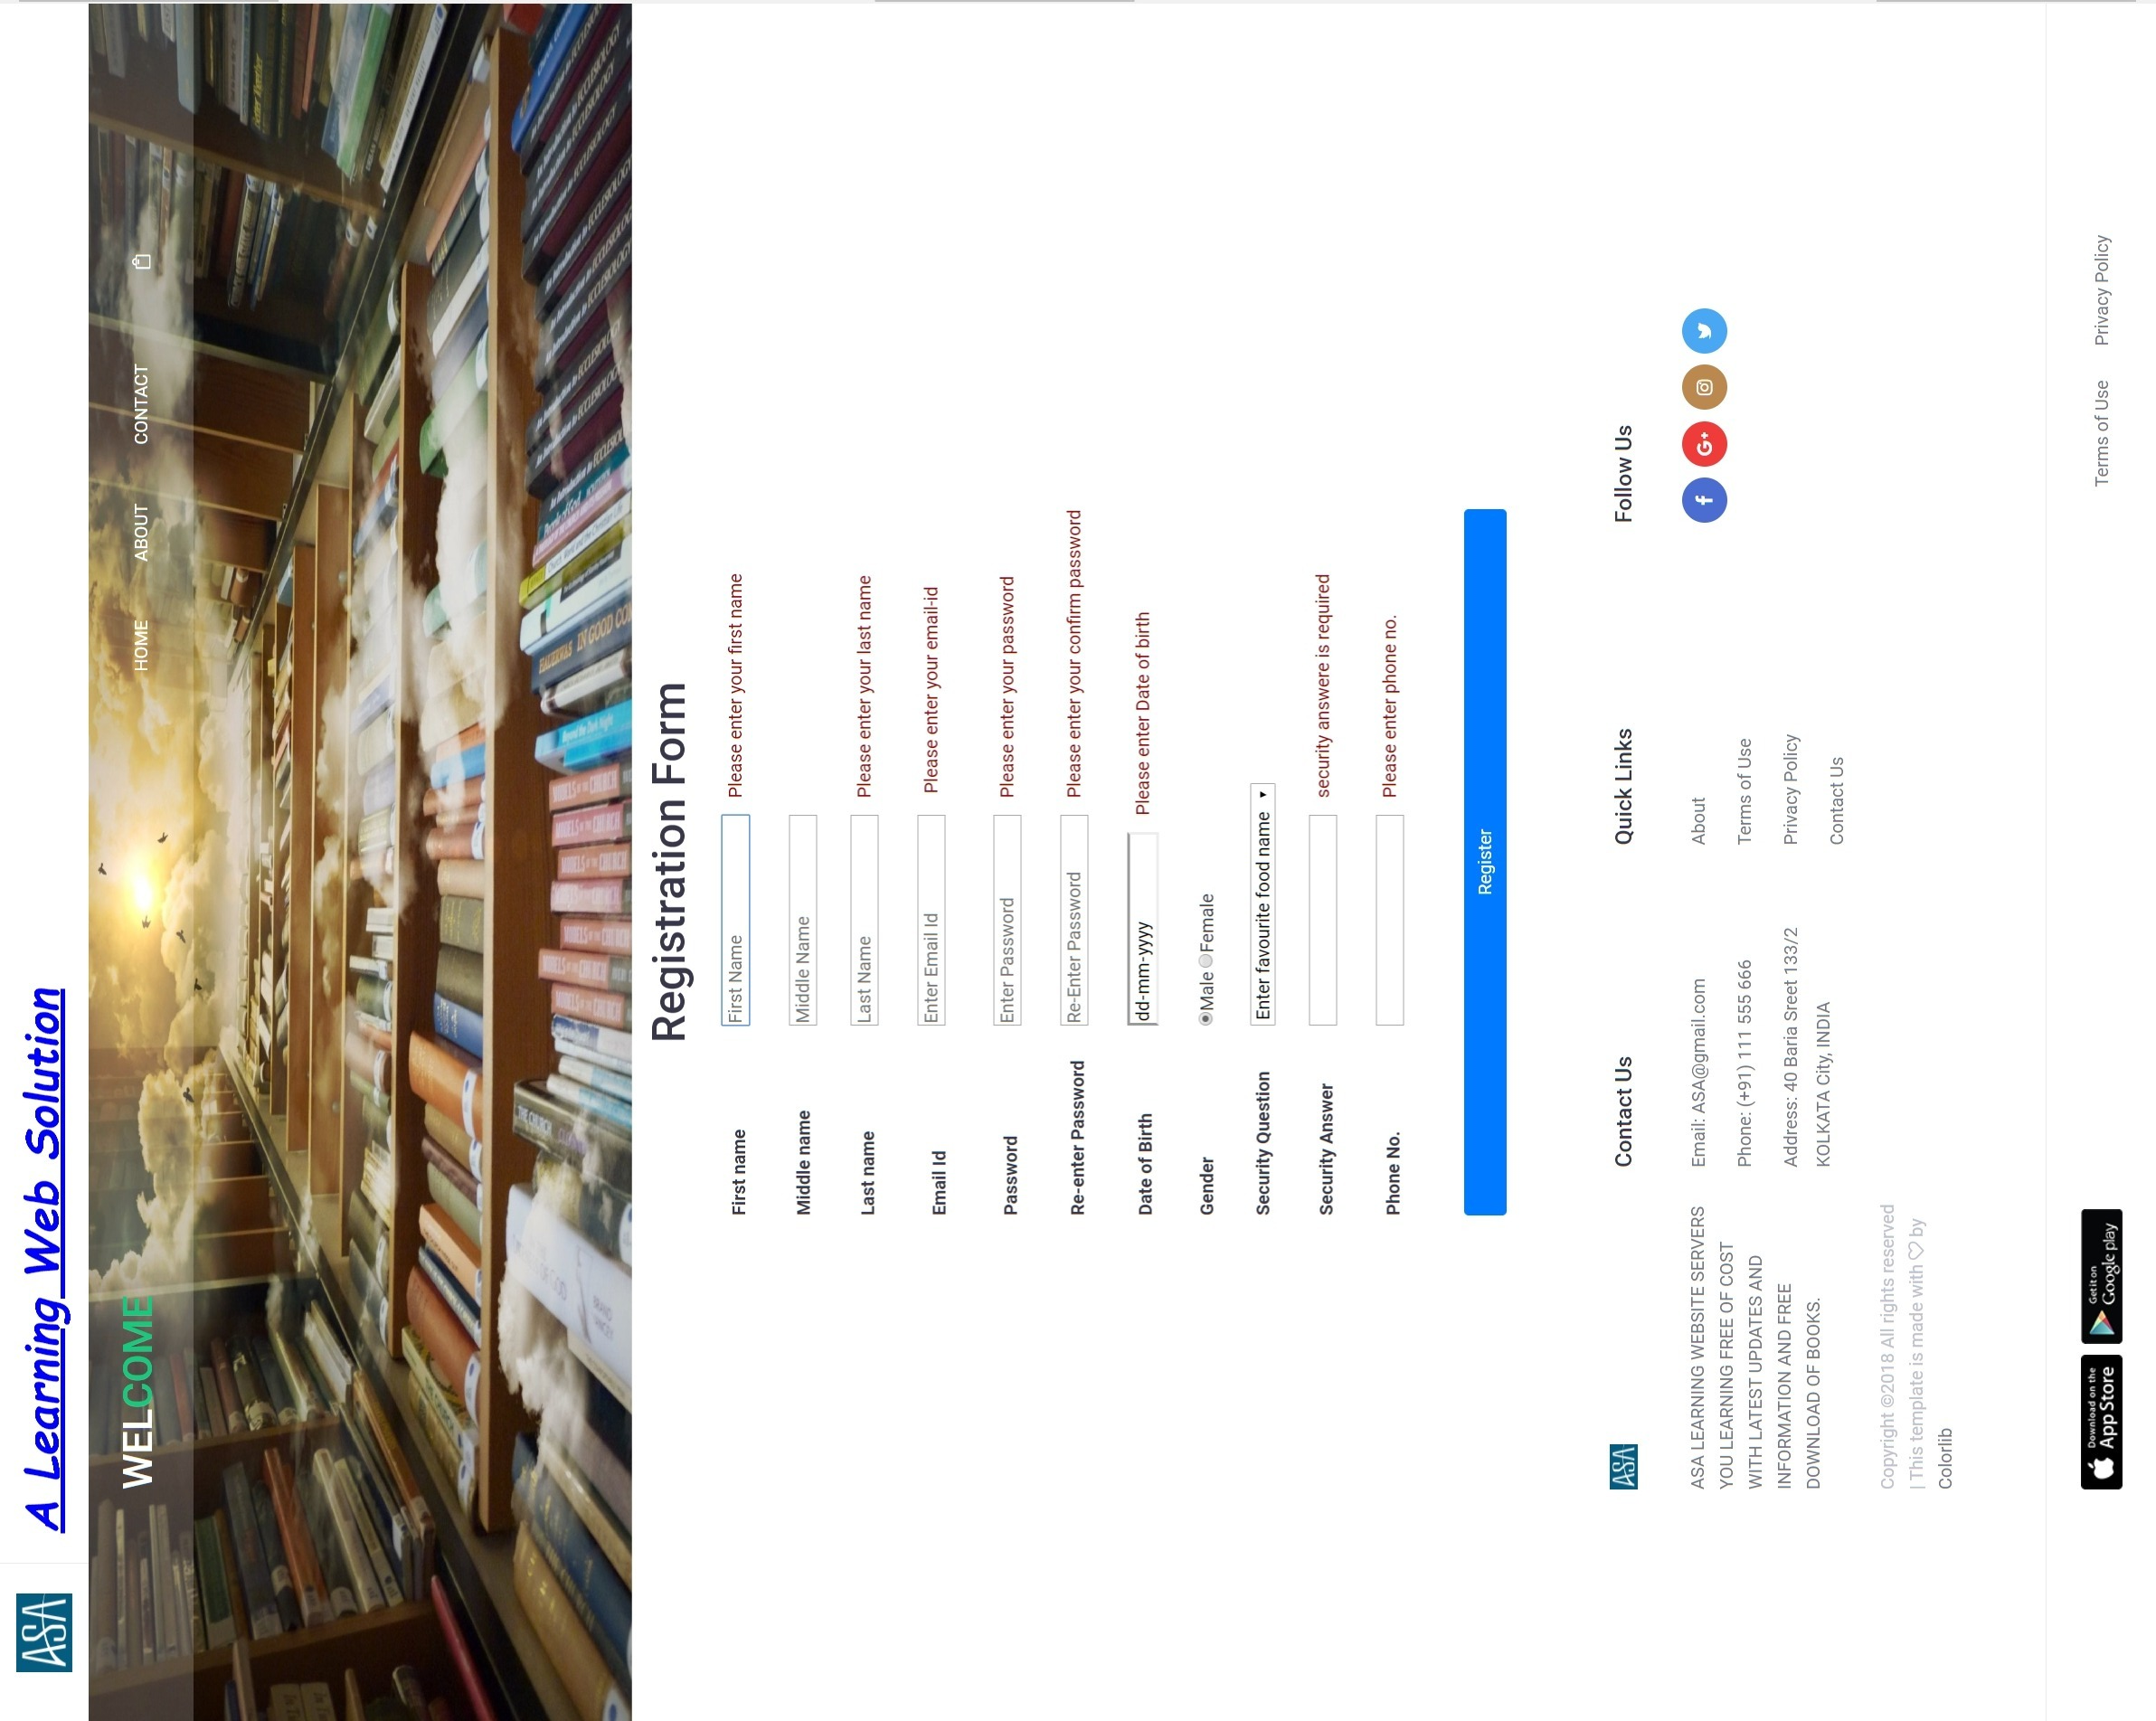 ASA
A Learning Web Solution
WELCOME
HOME ABOUT CONTACT
IN GOOD CO
Registration Form
First name First Name Please enter your first name
Middle name Middle Name
Last name Last Name Please enter your last name
Email Id Enter Email Id Please enter your email-id
Password Enter Password Please enter your password
Re-enter Password Re-Enter Password Please enter your confirm password
Date of Birth dd-mm-yyyy Please enter Date of birth
Gender Male Female
Security Question Enter favourite food name
Security Answer security answere is required
Phone No. Please enter phone no.
Register
ASA
ASA LEARNING WEBSITE SERVERS
YOU LEARNING FREE OF COST
WITH LATEST UPDATES AND
INFORMATION AND FREE
DOWNLOAD OF BOOKS.
Copyright ©2018 All rights reserved
| This template is made with ♡ by
Colorlib
Contact Us
Email: ASA@gmail.com
Phone: (+91) 111 555 666
Address: 40 Baria Sreet 133/2
KOLKATA City, INDIA
Quick Links
About
Terms of Use
Privacy Policy
Contact Us
Follow Us
Download on the
App Store
Get it on
Google play
Terms of Use Privacy Policy